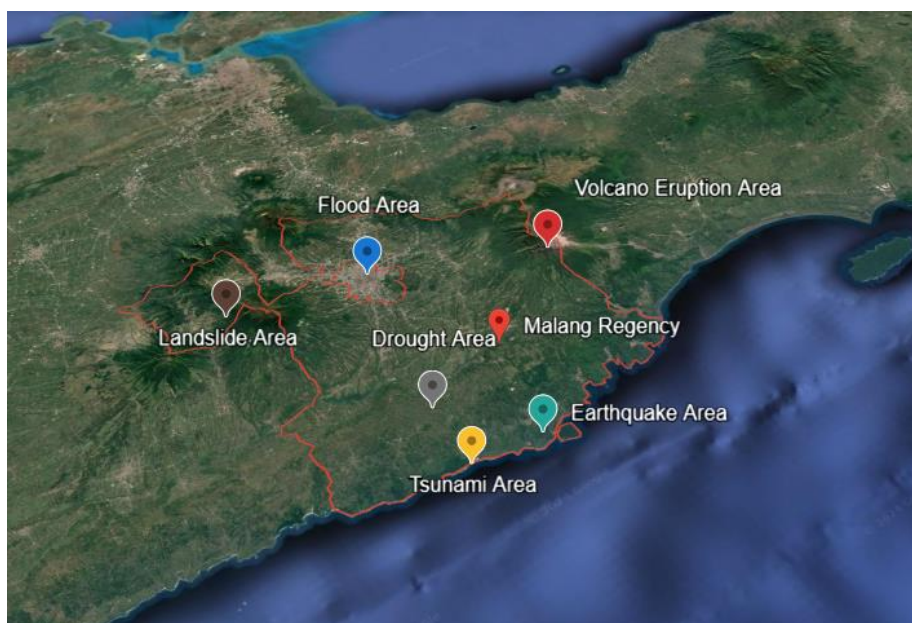 Volcano Eruption Area
Flood Area
Malang Regency
Landslide Area
Drought Area
Earthquake Area
Tsunami Area